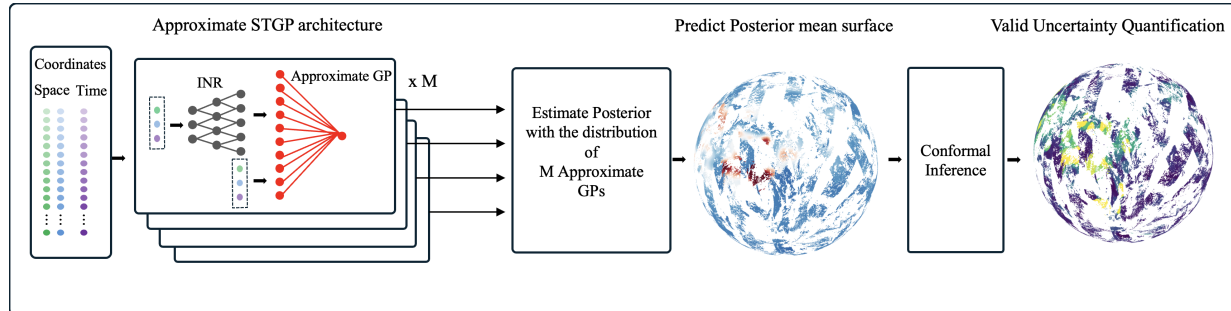 Approximate STGP architecture
Predict Posterior mean surface
Valid Uncertainty Quantification
Coordinates
Space Time
INR
Approximate GP
x M
Estimate Posterior
with the distribution
of
M Approximate
GPs
Conformal
Inference